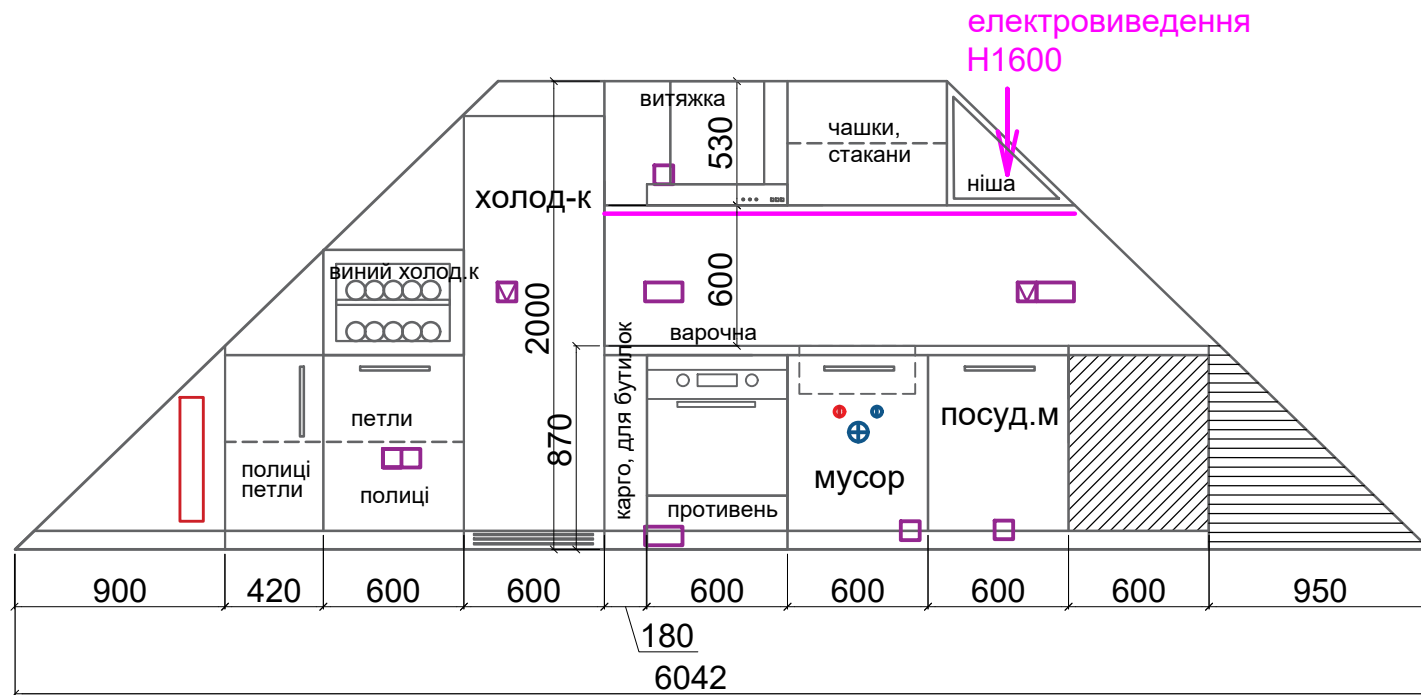 електровиведення
H1600
витяжка
530
чашки,
стакани
ніша
холод-к
виний холод.к
2000
600
варочна
карго, для бутилок
870
петли
посуд.м
полиці
петли
полиці
мусор
противень
900
420
600
600
600
600
600
600
950
180
6042